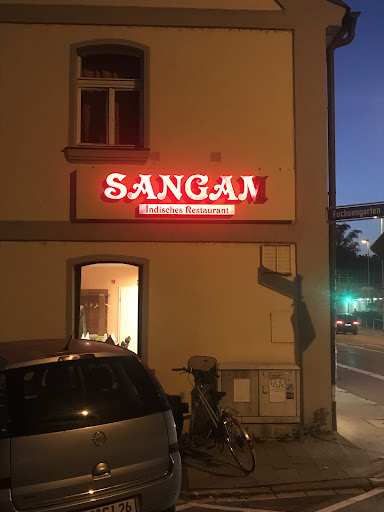 SANGAM
Indisches Restaurant
Fuchsengarten